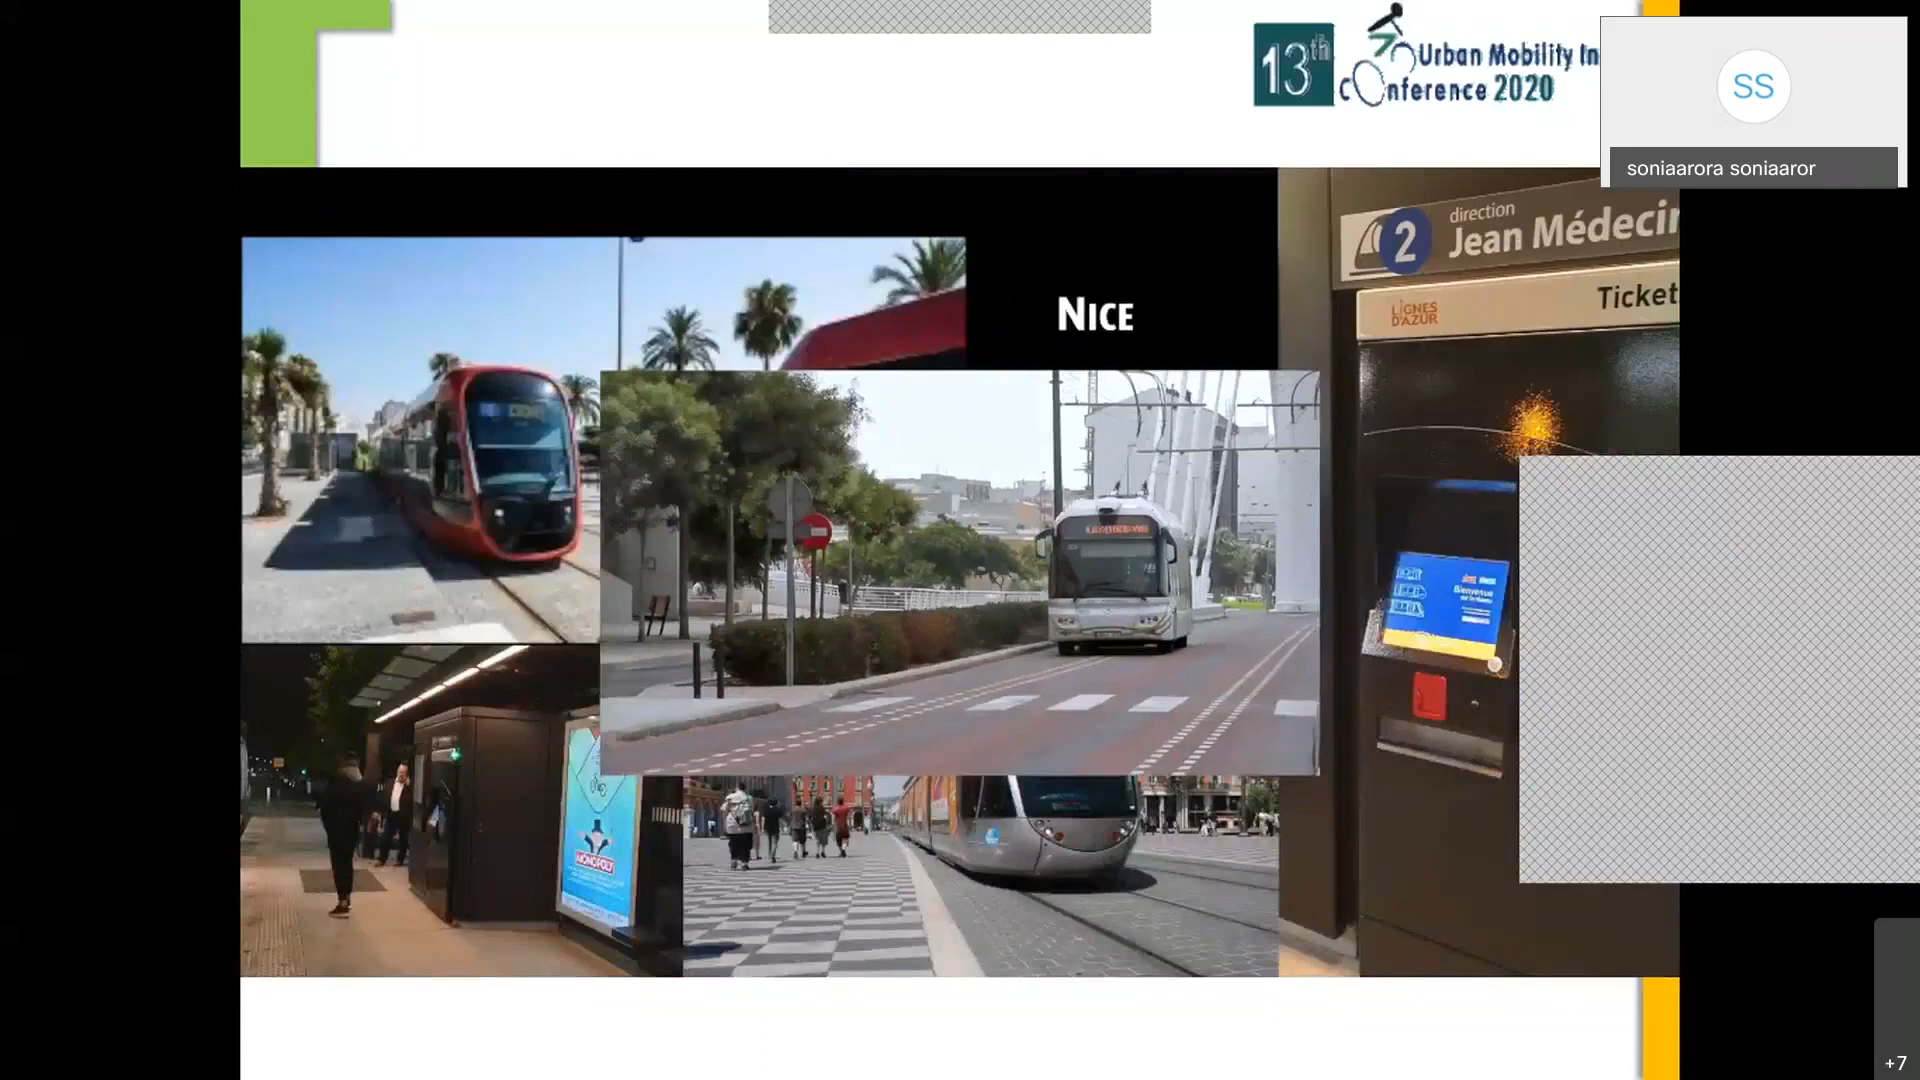 13th
Urban Mobility In
Conference 2020
SS
soniaarora soniaaror
2
direction
Jean Médecin
LIGNES
D'AZUR
Ticket
NICE
Bienvenue
MONOPOLY
+7